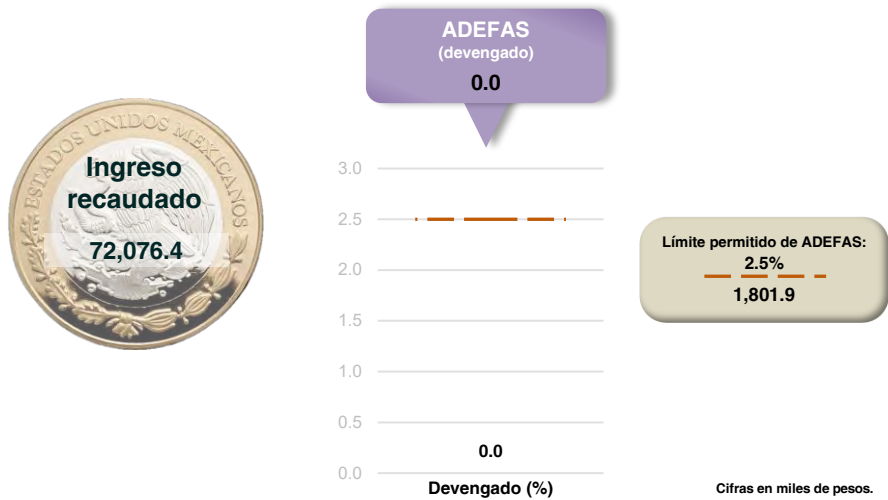 ADEFAS
(devengado)
0.0
ESTADOS UNIDOS MEXICANOS
Ingreso
recaudado
72,076.4
3.0
2.5
2.0
1.5
1.0
0.5
0.0
0.0
Devengado (%)
Límite permitido de ADEFAS:
2.5%
1,801.9
Cifras en miles de pesos.